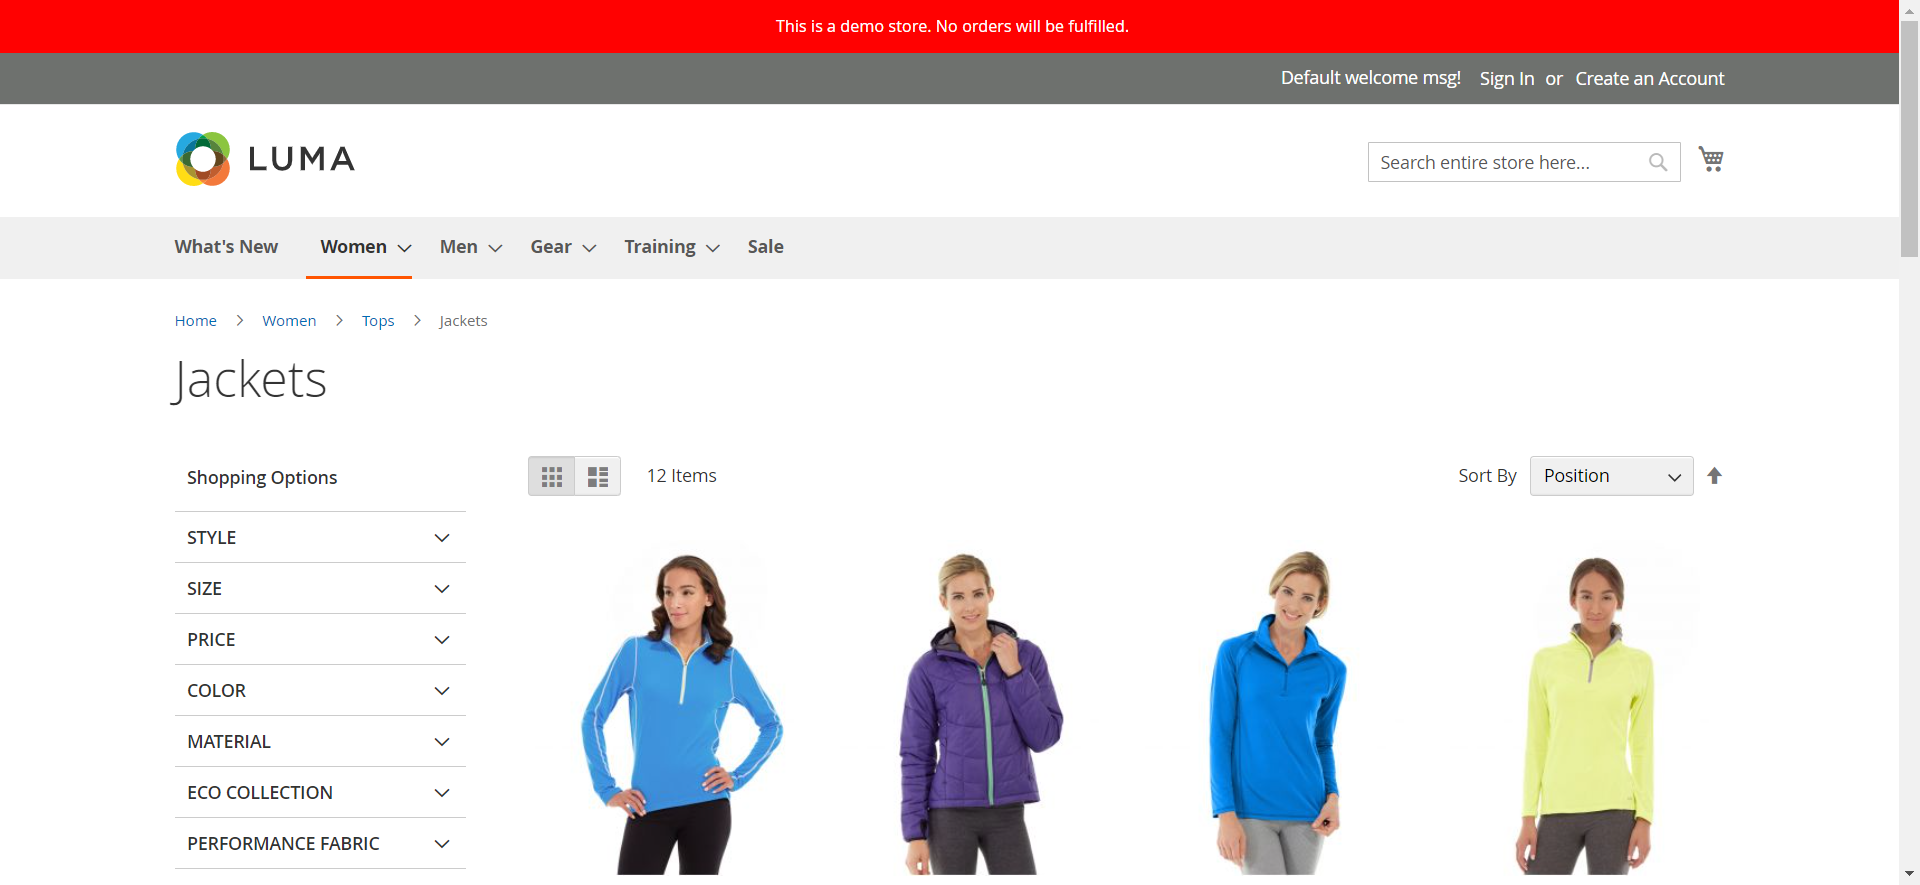 This is a demo store. No orders will be fulfilled.
Default welcome msg! Sign In or Create an Account
LUMA
Search entire store here...
What's New Women Men Gear Training Sale
Home Women Tops Jackets
Jackets
Shopping Options
12 Items
Sort By Position
STYLE
SIZE
PRICE
COLOR
MATERIAL
ECO COLLECTION
PERFORMANCE FABRIC